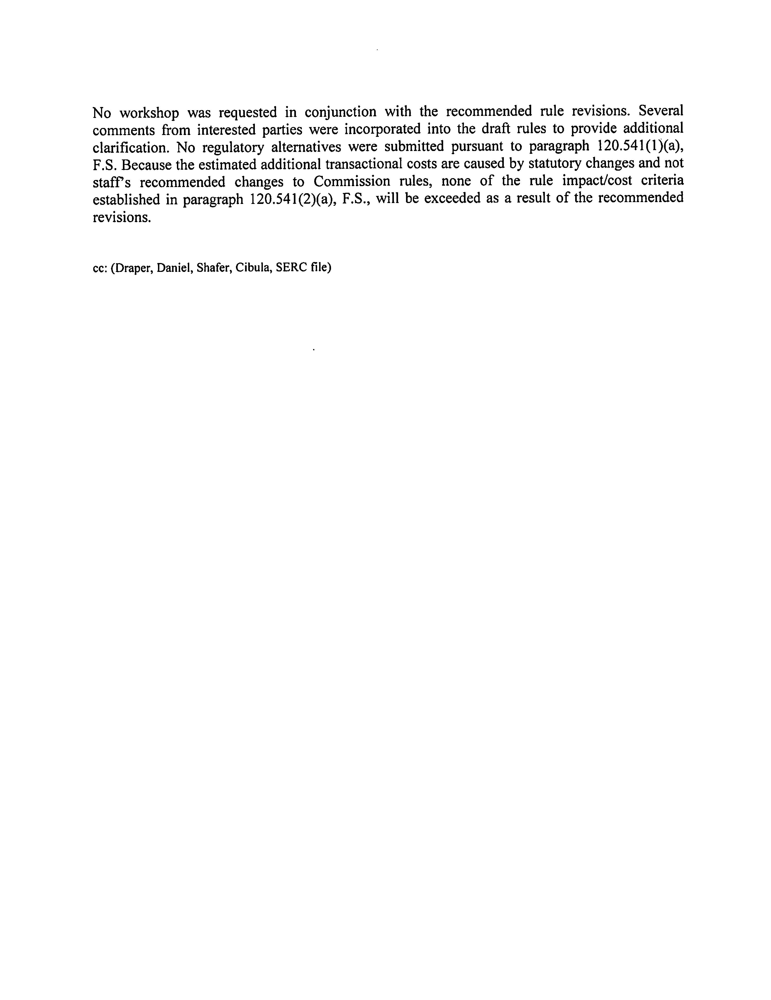 No workshop was requested in conjunction with the recommended rule revisions. Several
comments from interested parties were incorporated into the draft rules to provide additional
clarification. No regulatory alternatives were submitted pursuant to paragraph 120.541(1)(a),
F.S. Because the estimated additional transactional costs are caused by statutory changes and not
staff's recommended changes to Commission rules, none of the rule impact/cost criteria
established in paragraph 120.541(2)(a), F.S., will be exceeded as a result of the recommended
revisions.
cc: (Draper, Daniel, Shafer, Cibula, SERC file)